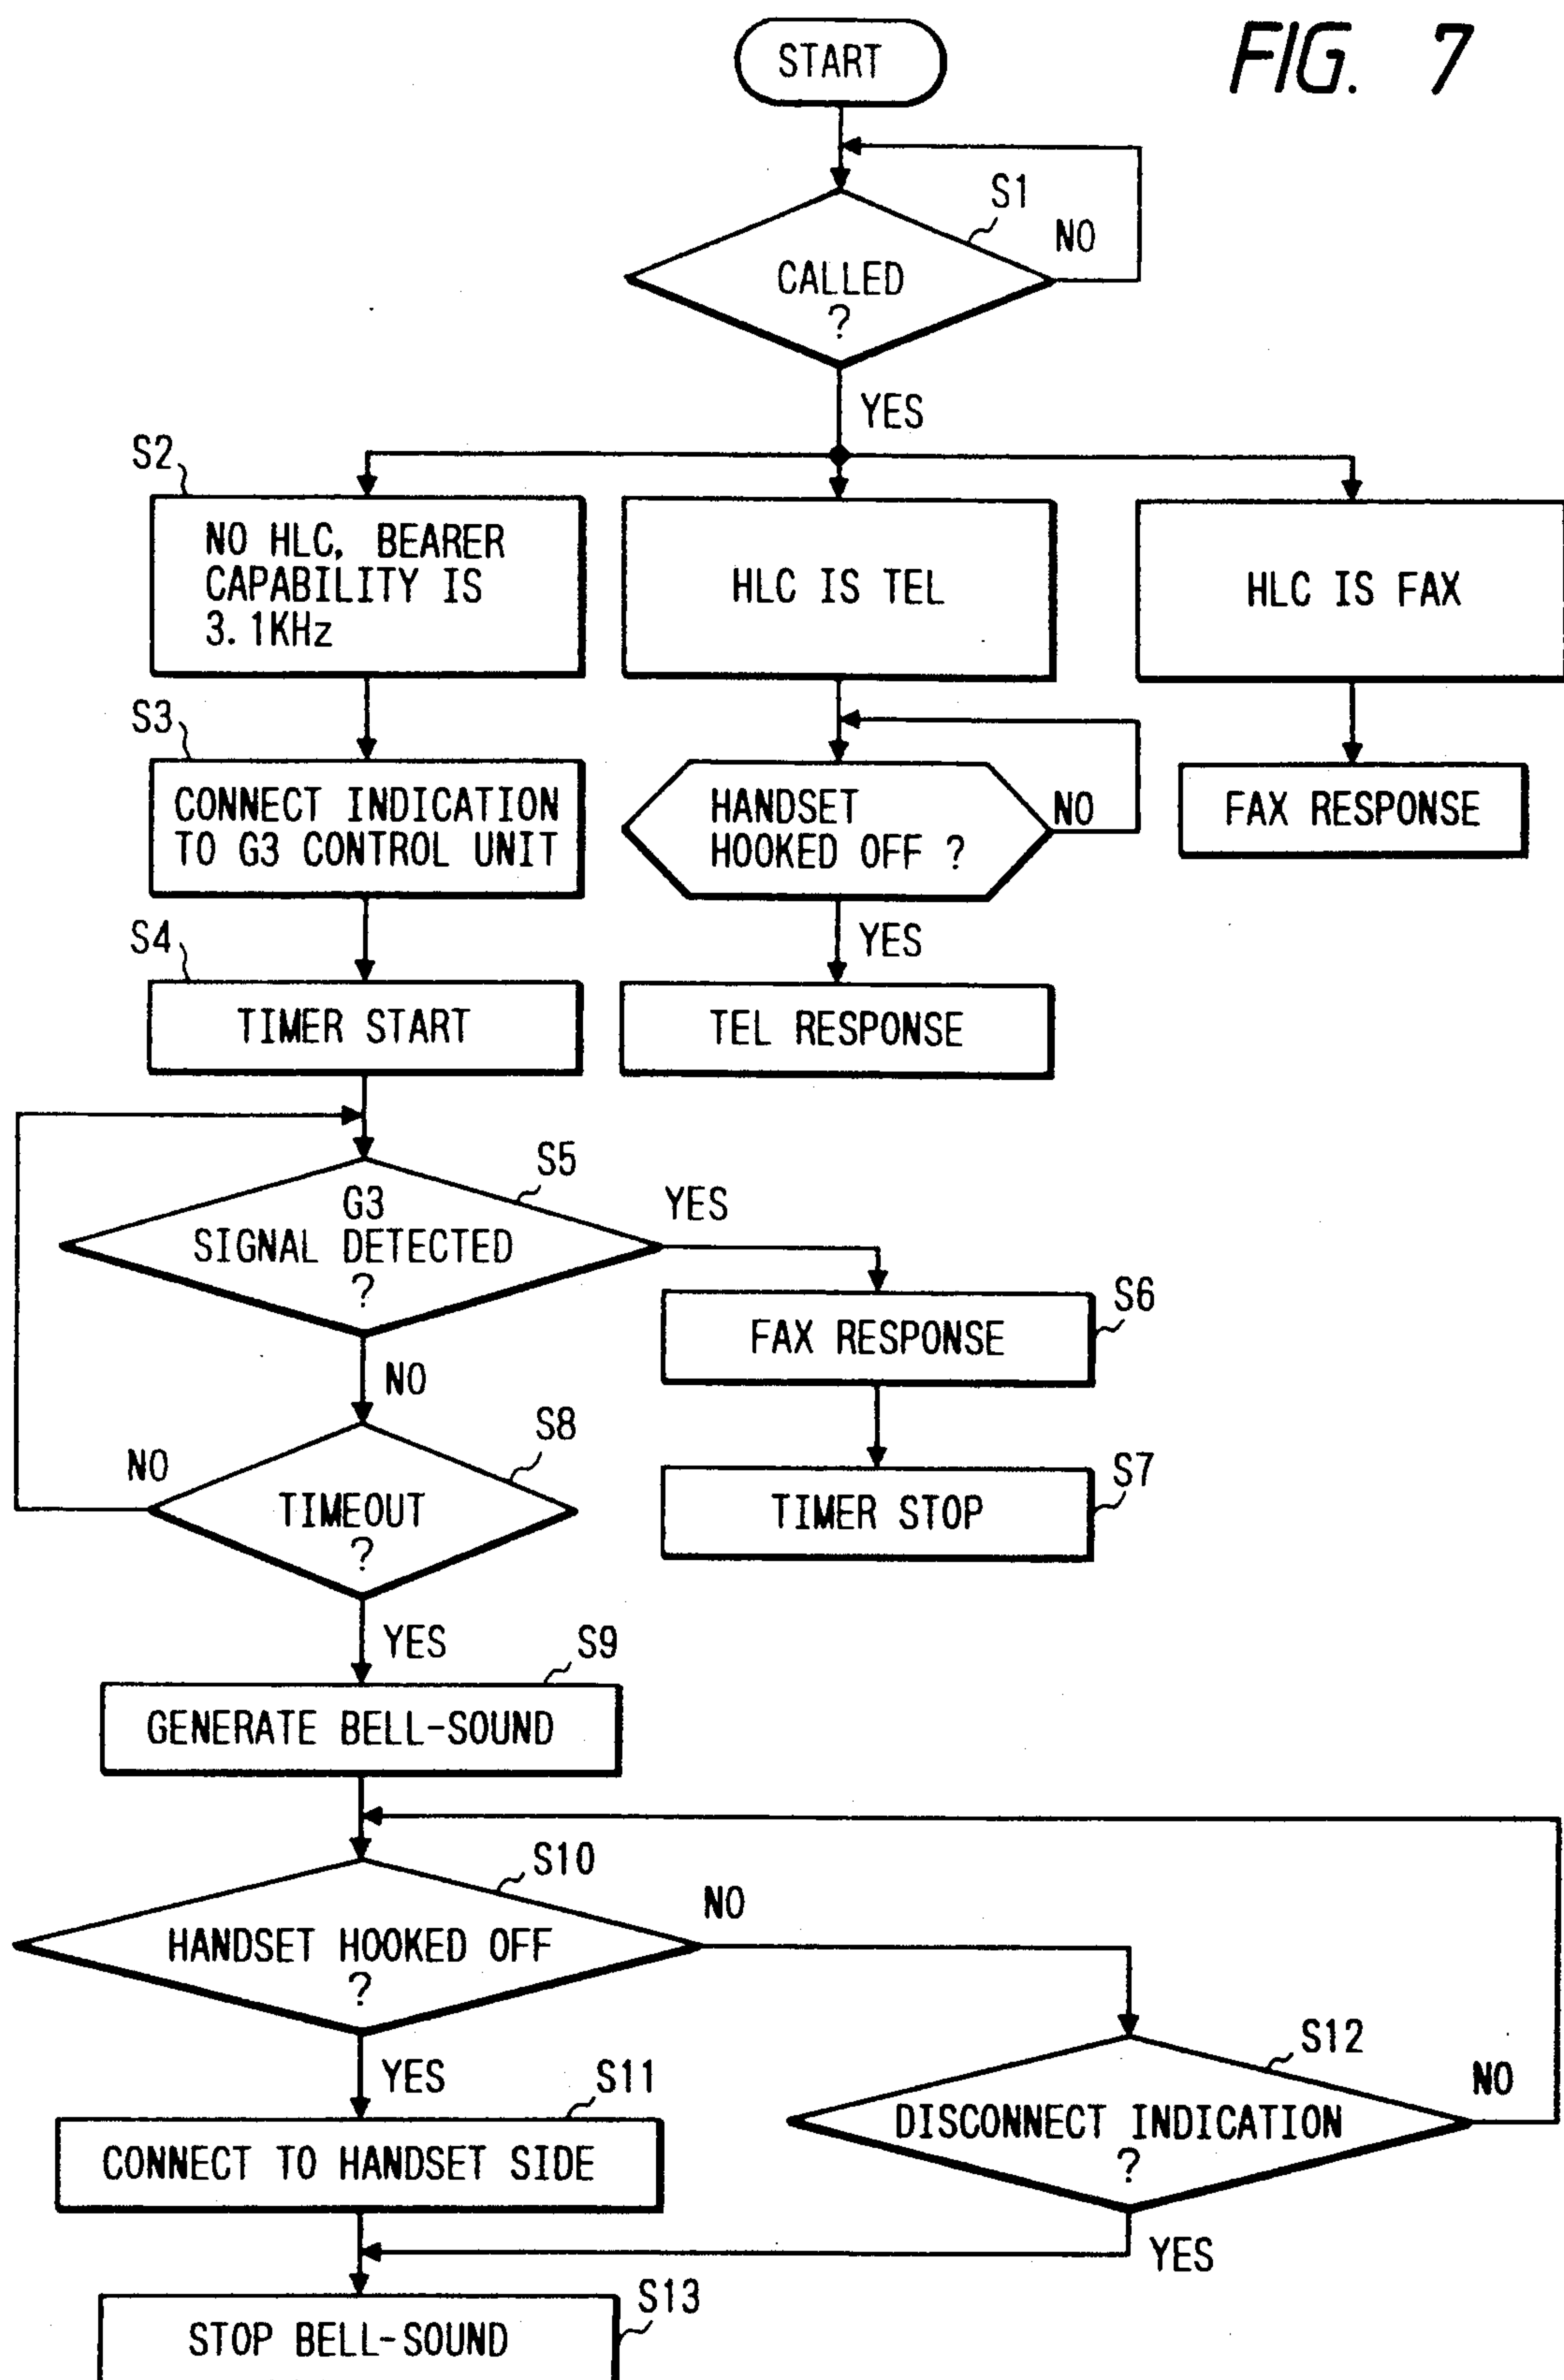 FIG. 7
START
S1
NO
CALLED
?
YES
S2
NO HLC, BEARER
CAPABILITY IS
3.1KHz
HLC IS TEL
HLC IS FAX
S3
CONNECT INDICATION
TO G3 CONTROL UNIT
HANDSET
HOOKED OFF ?
NO
FAX RESPONSE
S4
YES
TIMER START
TEL RESPONSE
S5
G3
SIGNAL DETECTED
?
YES
S6
FAX RESPONSE
NO
S8
NO
TIMEOUT
?
S7
TIMER STOP
YES
S9
GENERATE BELL-SOUND
S10
NO
HANDSET HOOKED OFF
?
S12
YES
NO
S11
DISCONNECT INDICATION
?
CONNECT TO HANDSET SIDE
YES
S13
STOP BELL-SOUND